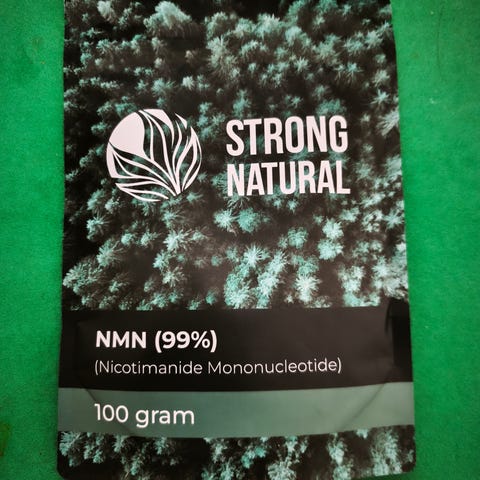 STRONG
NATURAL
NMN (99%)
(Nicotimanide Mononucleotide)
100 gram